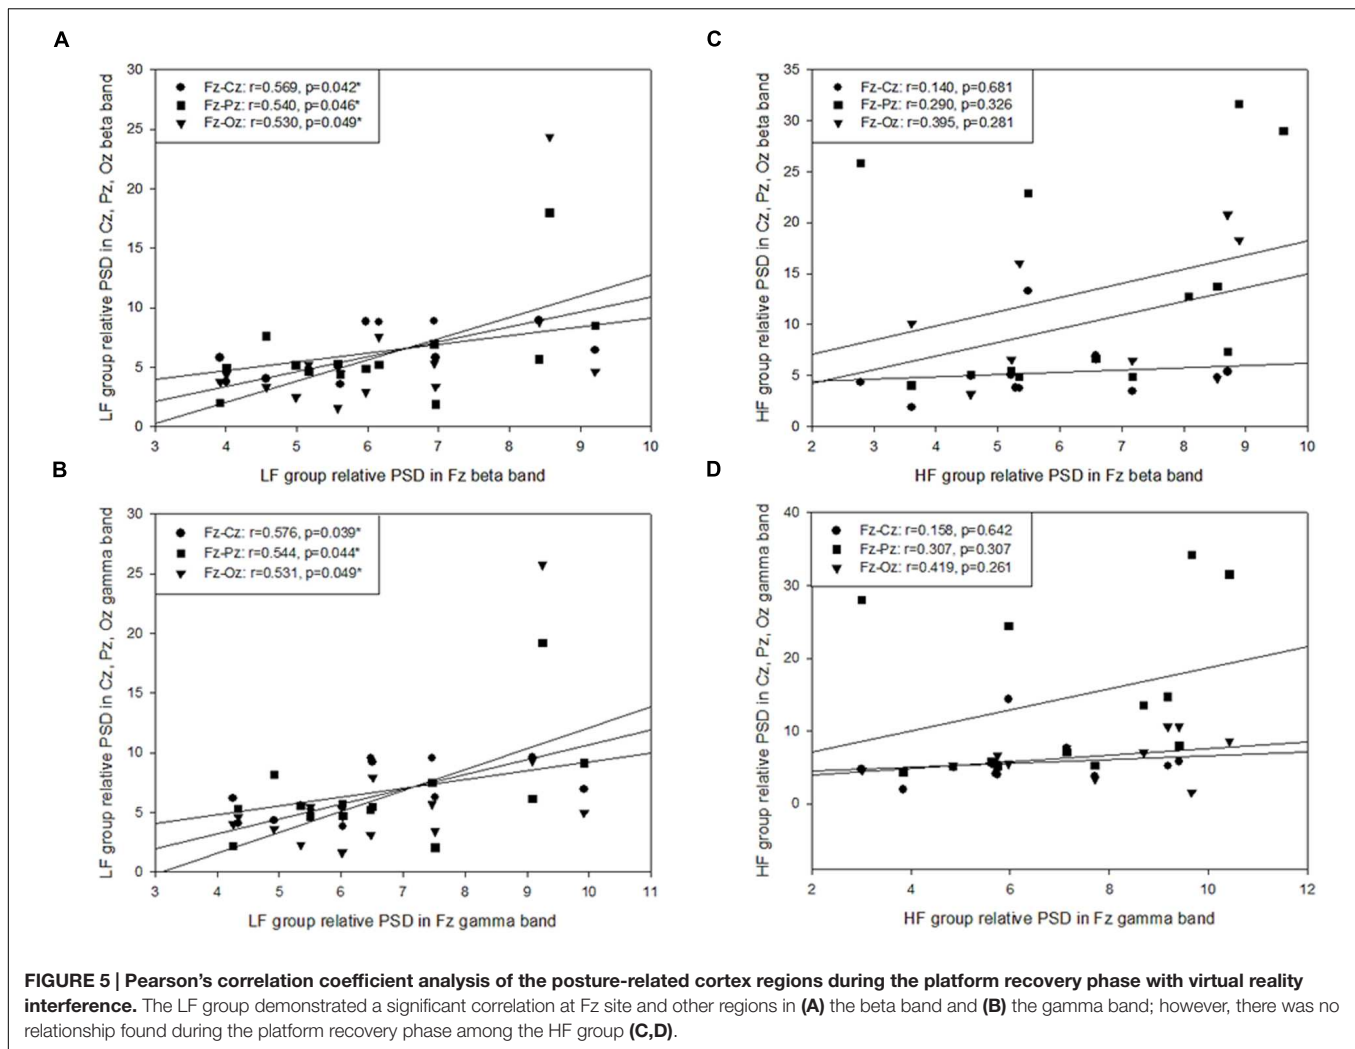 A
LF group relative PSD in Cz, Pz, Oz beta band
30
25
20
15
10
5
0
Fz-Cz: r=0.569, p=0.042*
Fz-Pz: r=0.540, p=0.046*
Fz-Oz: r=0.530, p=0.049*
3 4 5 6 7 8 9 10
LF group relative PSD in Fz beta band
C
HF group relative PSD in Cz, Pz, Oz beta band
35
30
25
20
15
10
5
0
Fz-Cz: r=0.140, p=0.681
Fz-Pz: r=0.290, p=0.326
Fz-Oz: r=0.395, p=0.281
2 3 4 5 6 7 8 9 10
HF group relative PSD in Fz beta band
B
LF group relative PSD in Cz, Pz, Oz gamma band
30
25
20
15
10
5
0
Fz-Cz: r=0.576, p=0.039*
Fz-Pz: r=0.544, p=0.044*
Fz-Oz: r=0.531, p=0.049*
3 4 5 6 7 8 9 10 11
LF group relative PSD in Fz gamma band
D
HF group relative PSD in Cz, Pz, Oz gamma band
40
30
20
10
0
Fz-Cz: r=0.158, p=0.642
Fz-Pz: r=0.307, p=0.307
Fz-Oz: r=0.419, p=0.261
2 4 6 8 10 12
HF group relative PSD in Fz gamma band
FIGURE 5 | Pearson's correlation coefficient analysis of the posture-related cortex regions during the platform recovery phase with virtual reality
interference. The LF group demonstrated a significant correlation at Fz site and other regions in (A) the beta band and (B) the gamma band; however, there was no
relationship found during the platform recovery phase among the HF group (C,D).